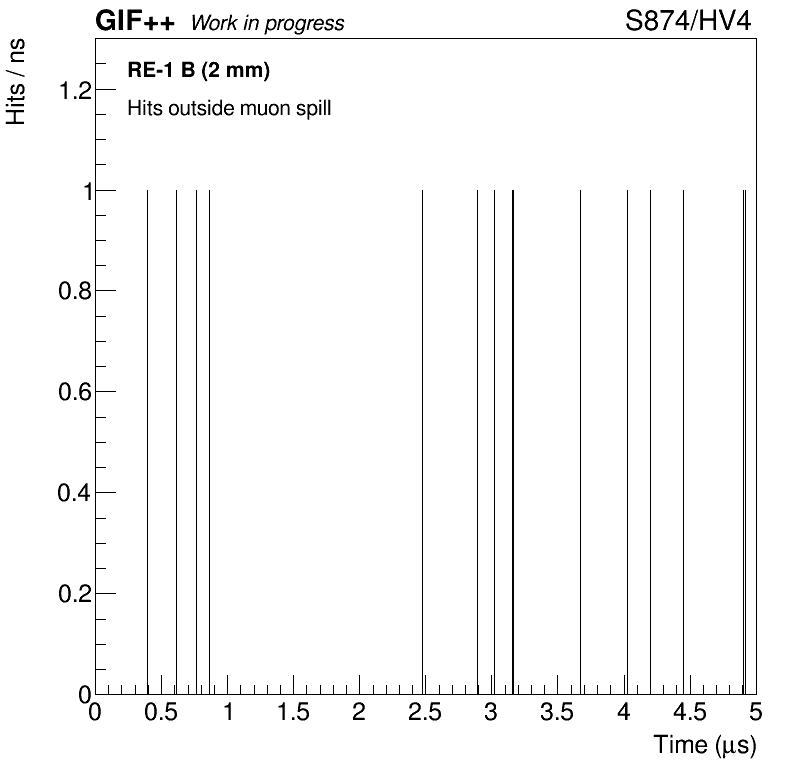 GIF++ Work in progress S874/HV4
Hits / ns
RE-1 B (2 mm)
Hits outside muon spill
1.2
1
0.8
0.6
0.4
0.2
0
0 0.5 1 1.5 2 2.5 3 3.5 4 4.5 5
Time (μs)